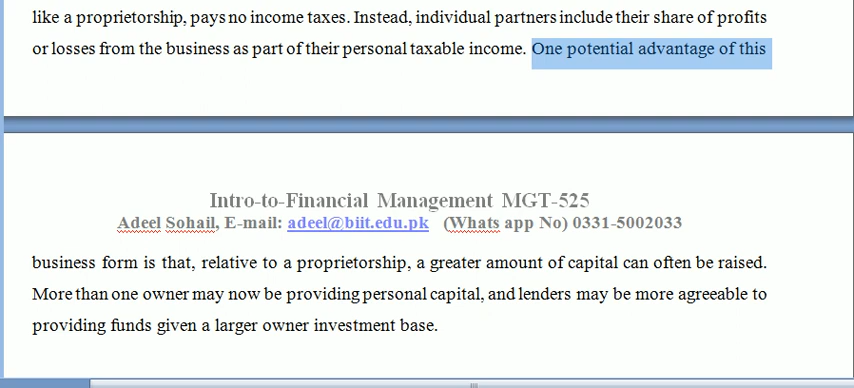 like a proprietorship, pays no income taxes. Instead, individual partners include their share of profits
or losses from the business as part of their personal taxable income. One potential advantage of this
Intro-to-Financial Management MGT-525
Adeel Sohail, E-mail: adeel@biit.edu.pk (Whats app No) 0331-5002033
business form is that, relative to a proprietorship, a greater amount of capital can often be raised.
More than one owner may now be providing personal capital, and lenders may be more agreeable to
providing funds given a larger owner investment base.